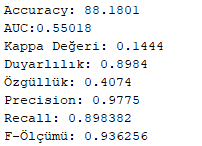 Accuracy: 88.1801
AUC:0.55018
Kappa Değeri: 0.1444
Duyarlılık: 0.8984
Özgüllük: 0.4074
Precision: 0.9775
Recall: 0.898382
F-Ölçümü: 0.936256